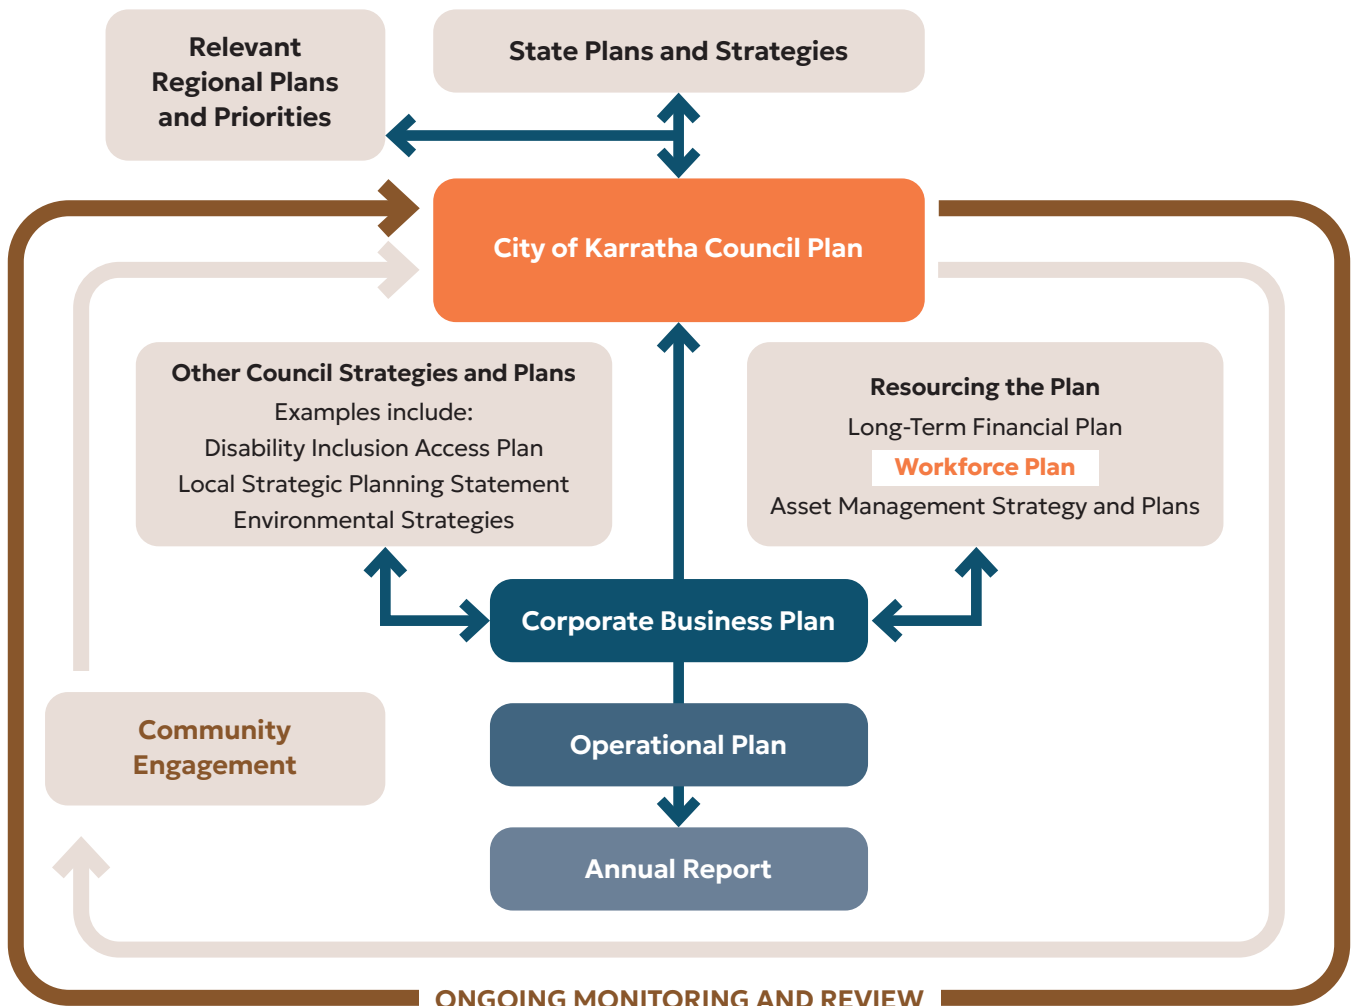 Relevant
Regional Plans
and Priorities
State Plans and Strategies
City of Karratha Council Plan
Other Council Strategies and Plans
Examples include:
Disability Inclusion Access Plan
Local Strategic Planning Statement
Environmental Strategies
Resourcing the Plan
Long-Term Financial Plan
Workforce Plan
Asset Management Strategy and Plans
Corporate Business Plan
Community
Engagement
Operational Plan
Annual Report
ONGOING MONITORING AND REVIEW